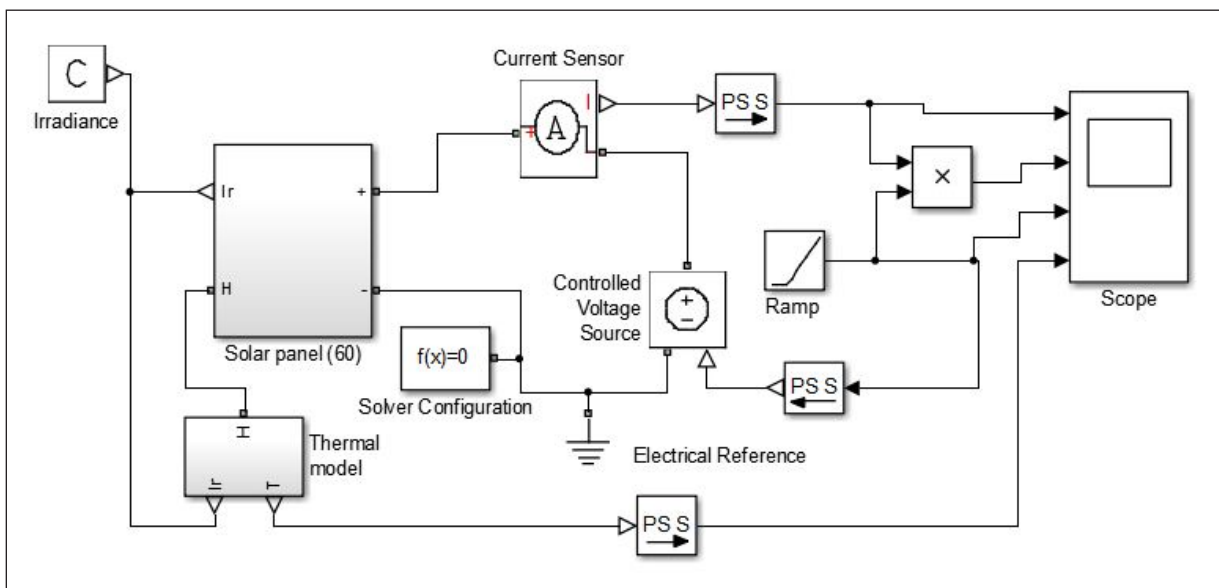 C
Irradiance
Current Sensor
I
A
+
-
PS S
Ir
+
H
-
Solar panel (60)
×
Ramp
Scope
Controlled
Voltage
Source
+
-
f(x)=0
Solver Configuration
PS S
Electrical Reference
H
Thermal
model
Ir
T
PS S